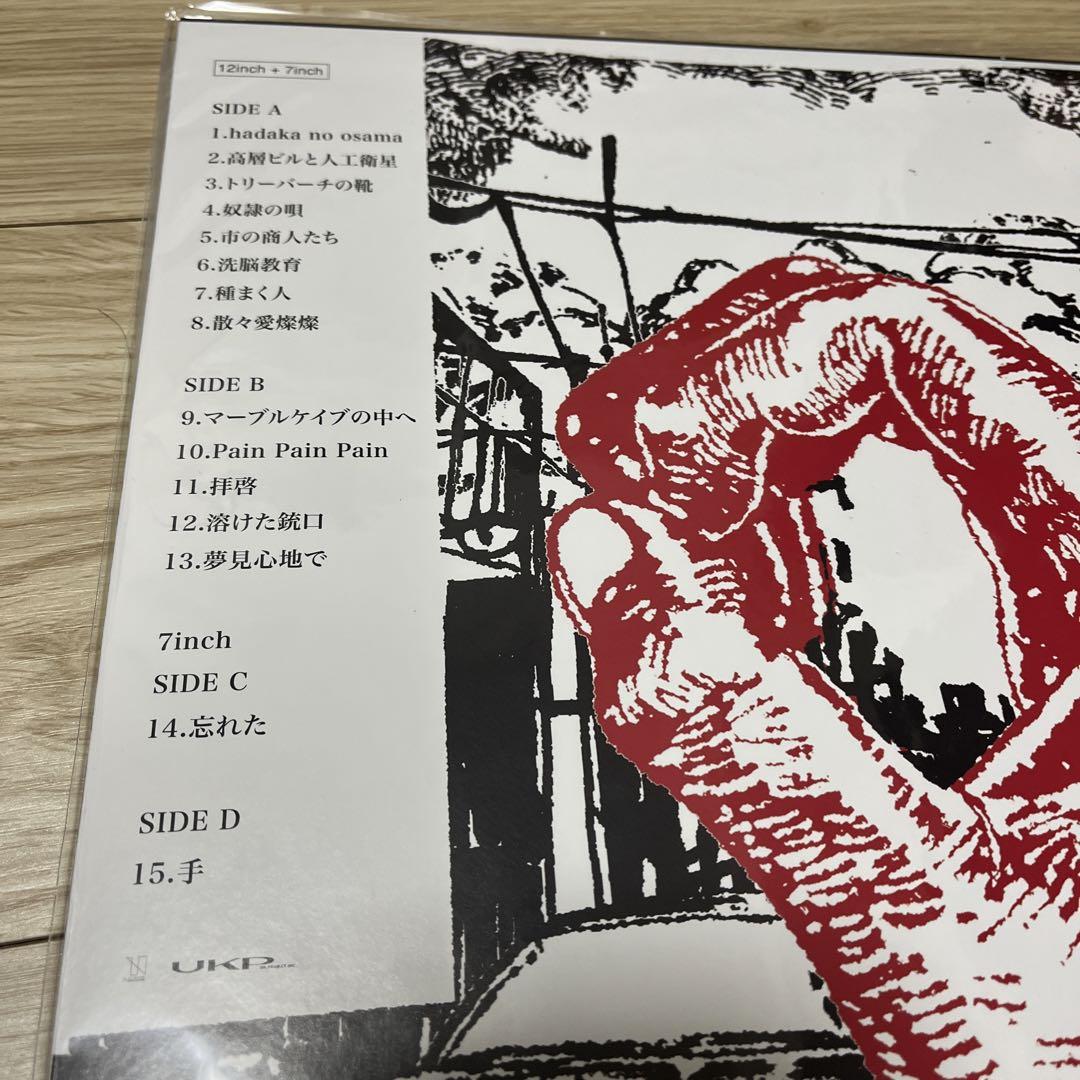 12inch + 7inch
SIDE A
1.hadaka no osama
2.高層ビルと人工衛星
3.トリーバーチの靴
4.奴隷の唄
5.市の商人たち
6.洗脳教育
7.種まく人
8.散々愛燦燦
SIDE B
9.マーブルケイブの中へ
10.Pain Pain Pain
11.拝啓
12.溶けた銃口
13.夢見心地で
7inch
SIDE C
14.忘れた
SIDE D
15.手
UKP